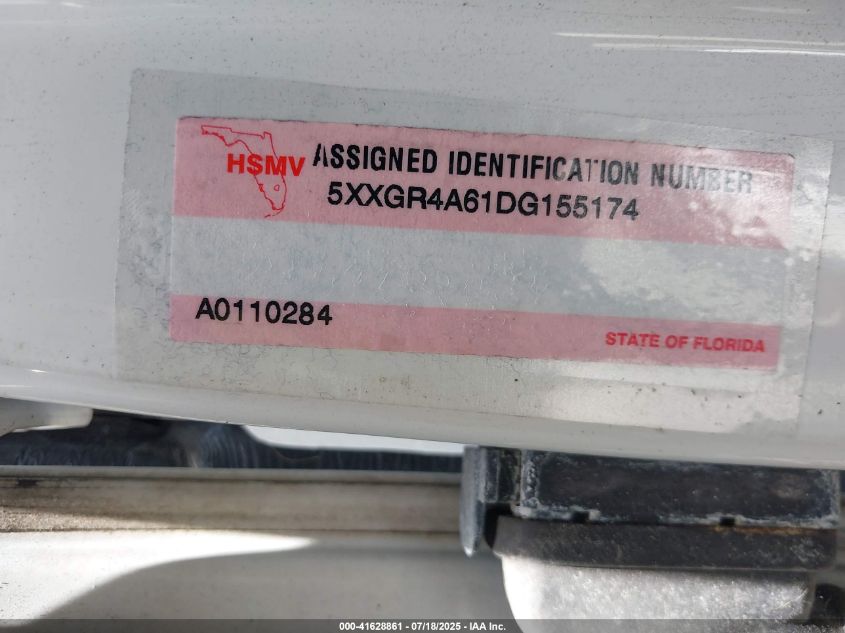 HSMV ASSIGNED IDENTIFICATION NUMBER
5XXGR4A61DG155174
A0110284
STATE OF FLORIDA
000-41628861 - 07/18/2025 - IAA Inc.